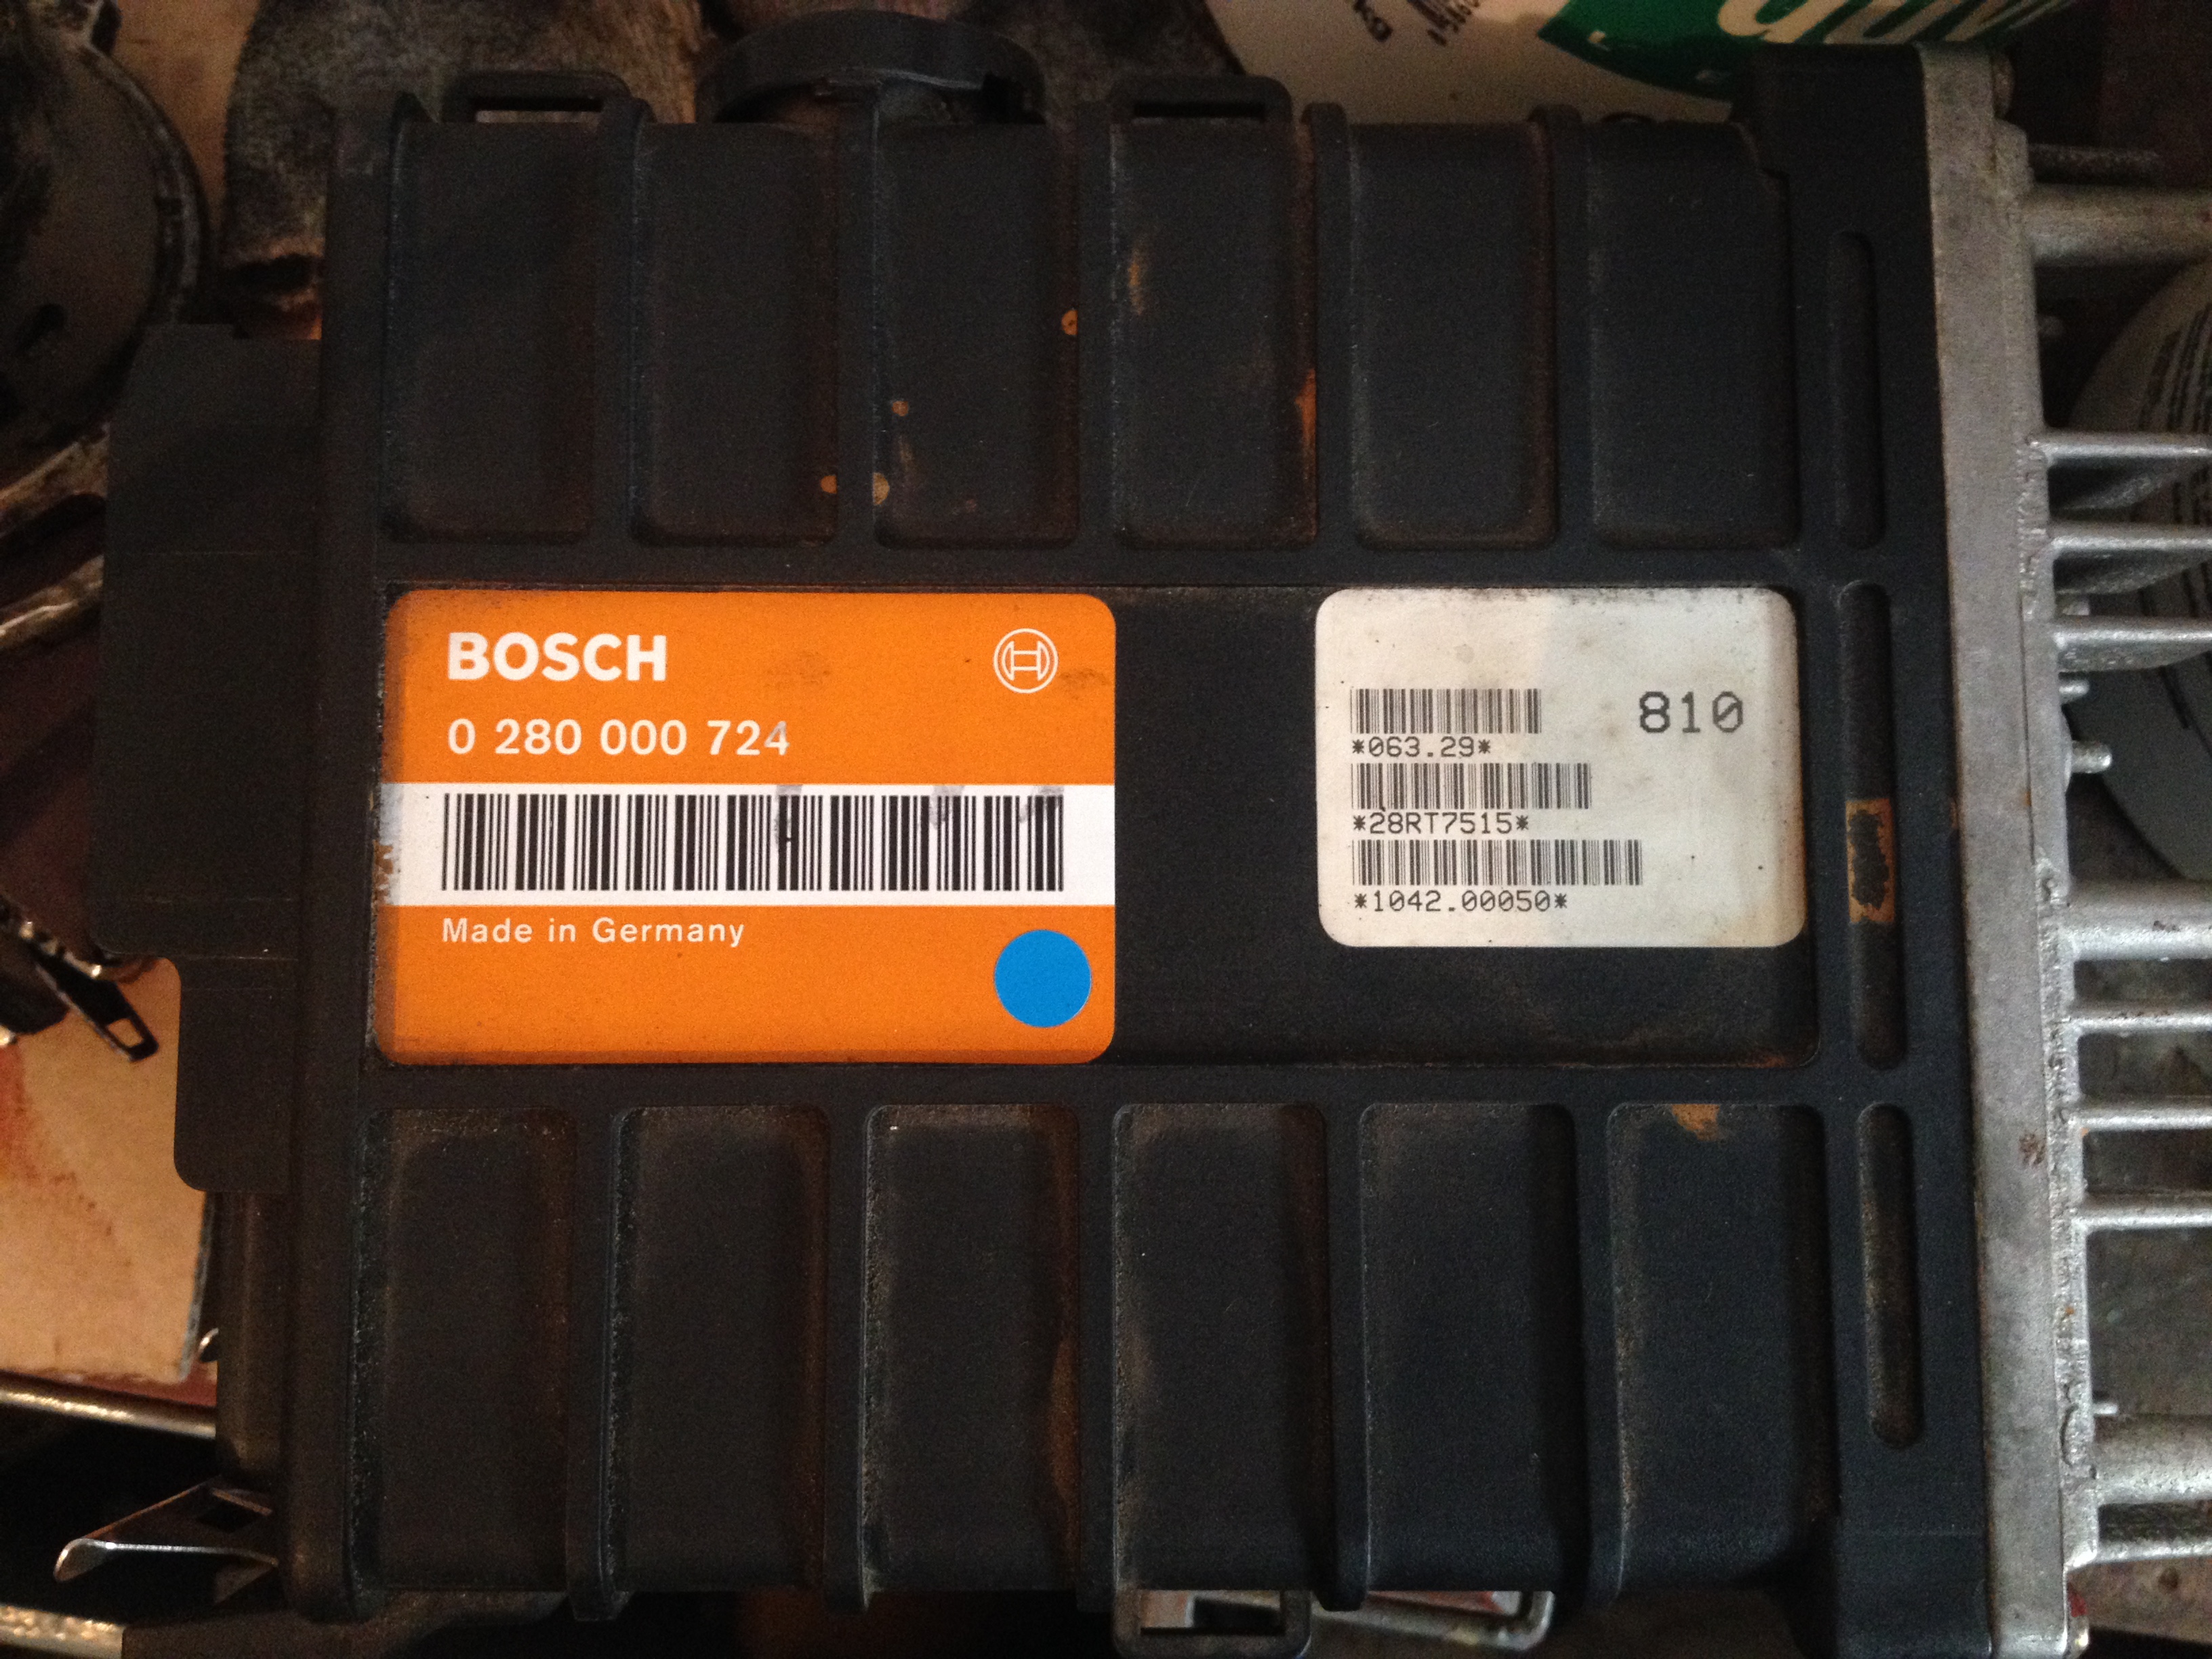 BOSCH
0 280 000 724
Made in Germany
810
*063.29*
*28RT7515*
*1042.00050*